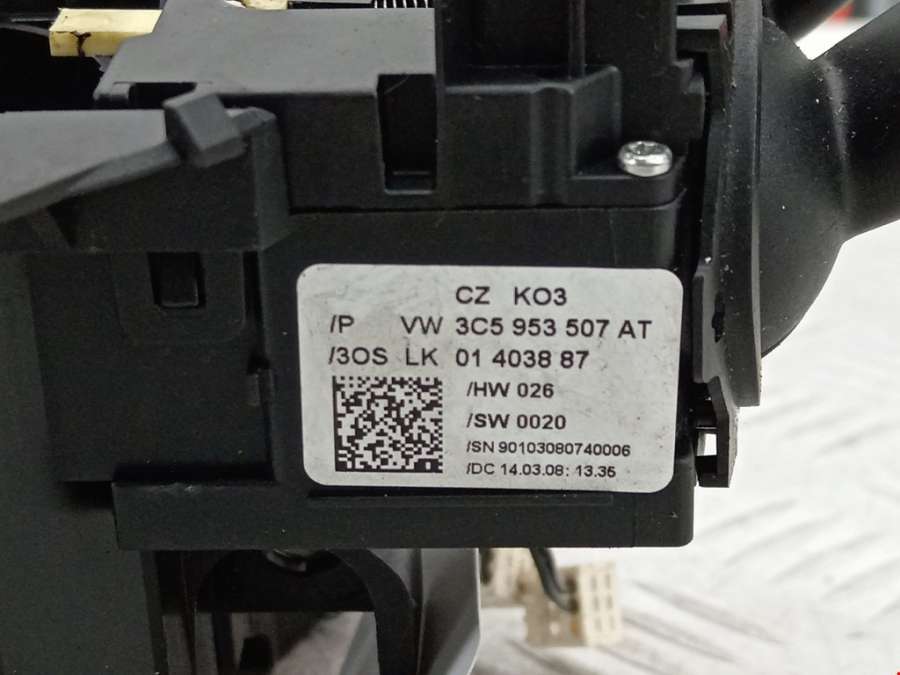 CZ KO3
/P VW 3C5 953 507 AT
/3OS LK 01 4038 87
/HW 026
/SW 0020
/SN 90103080740006
/DC 14.03.08: 13.35